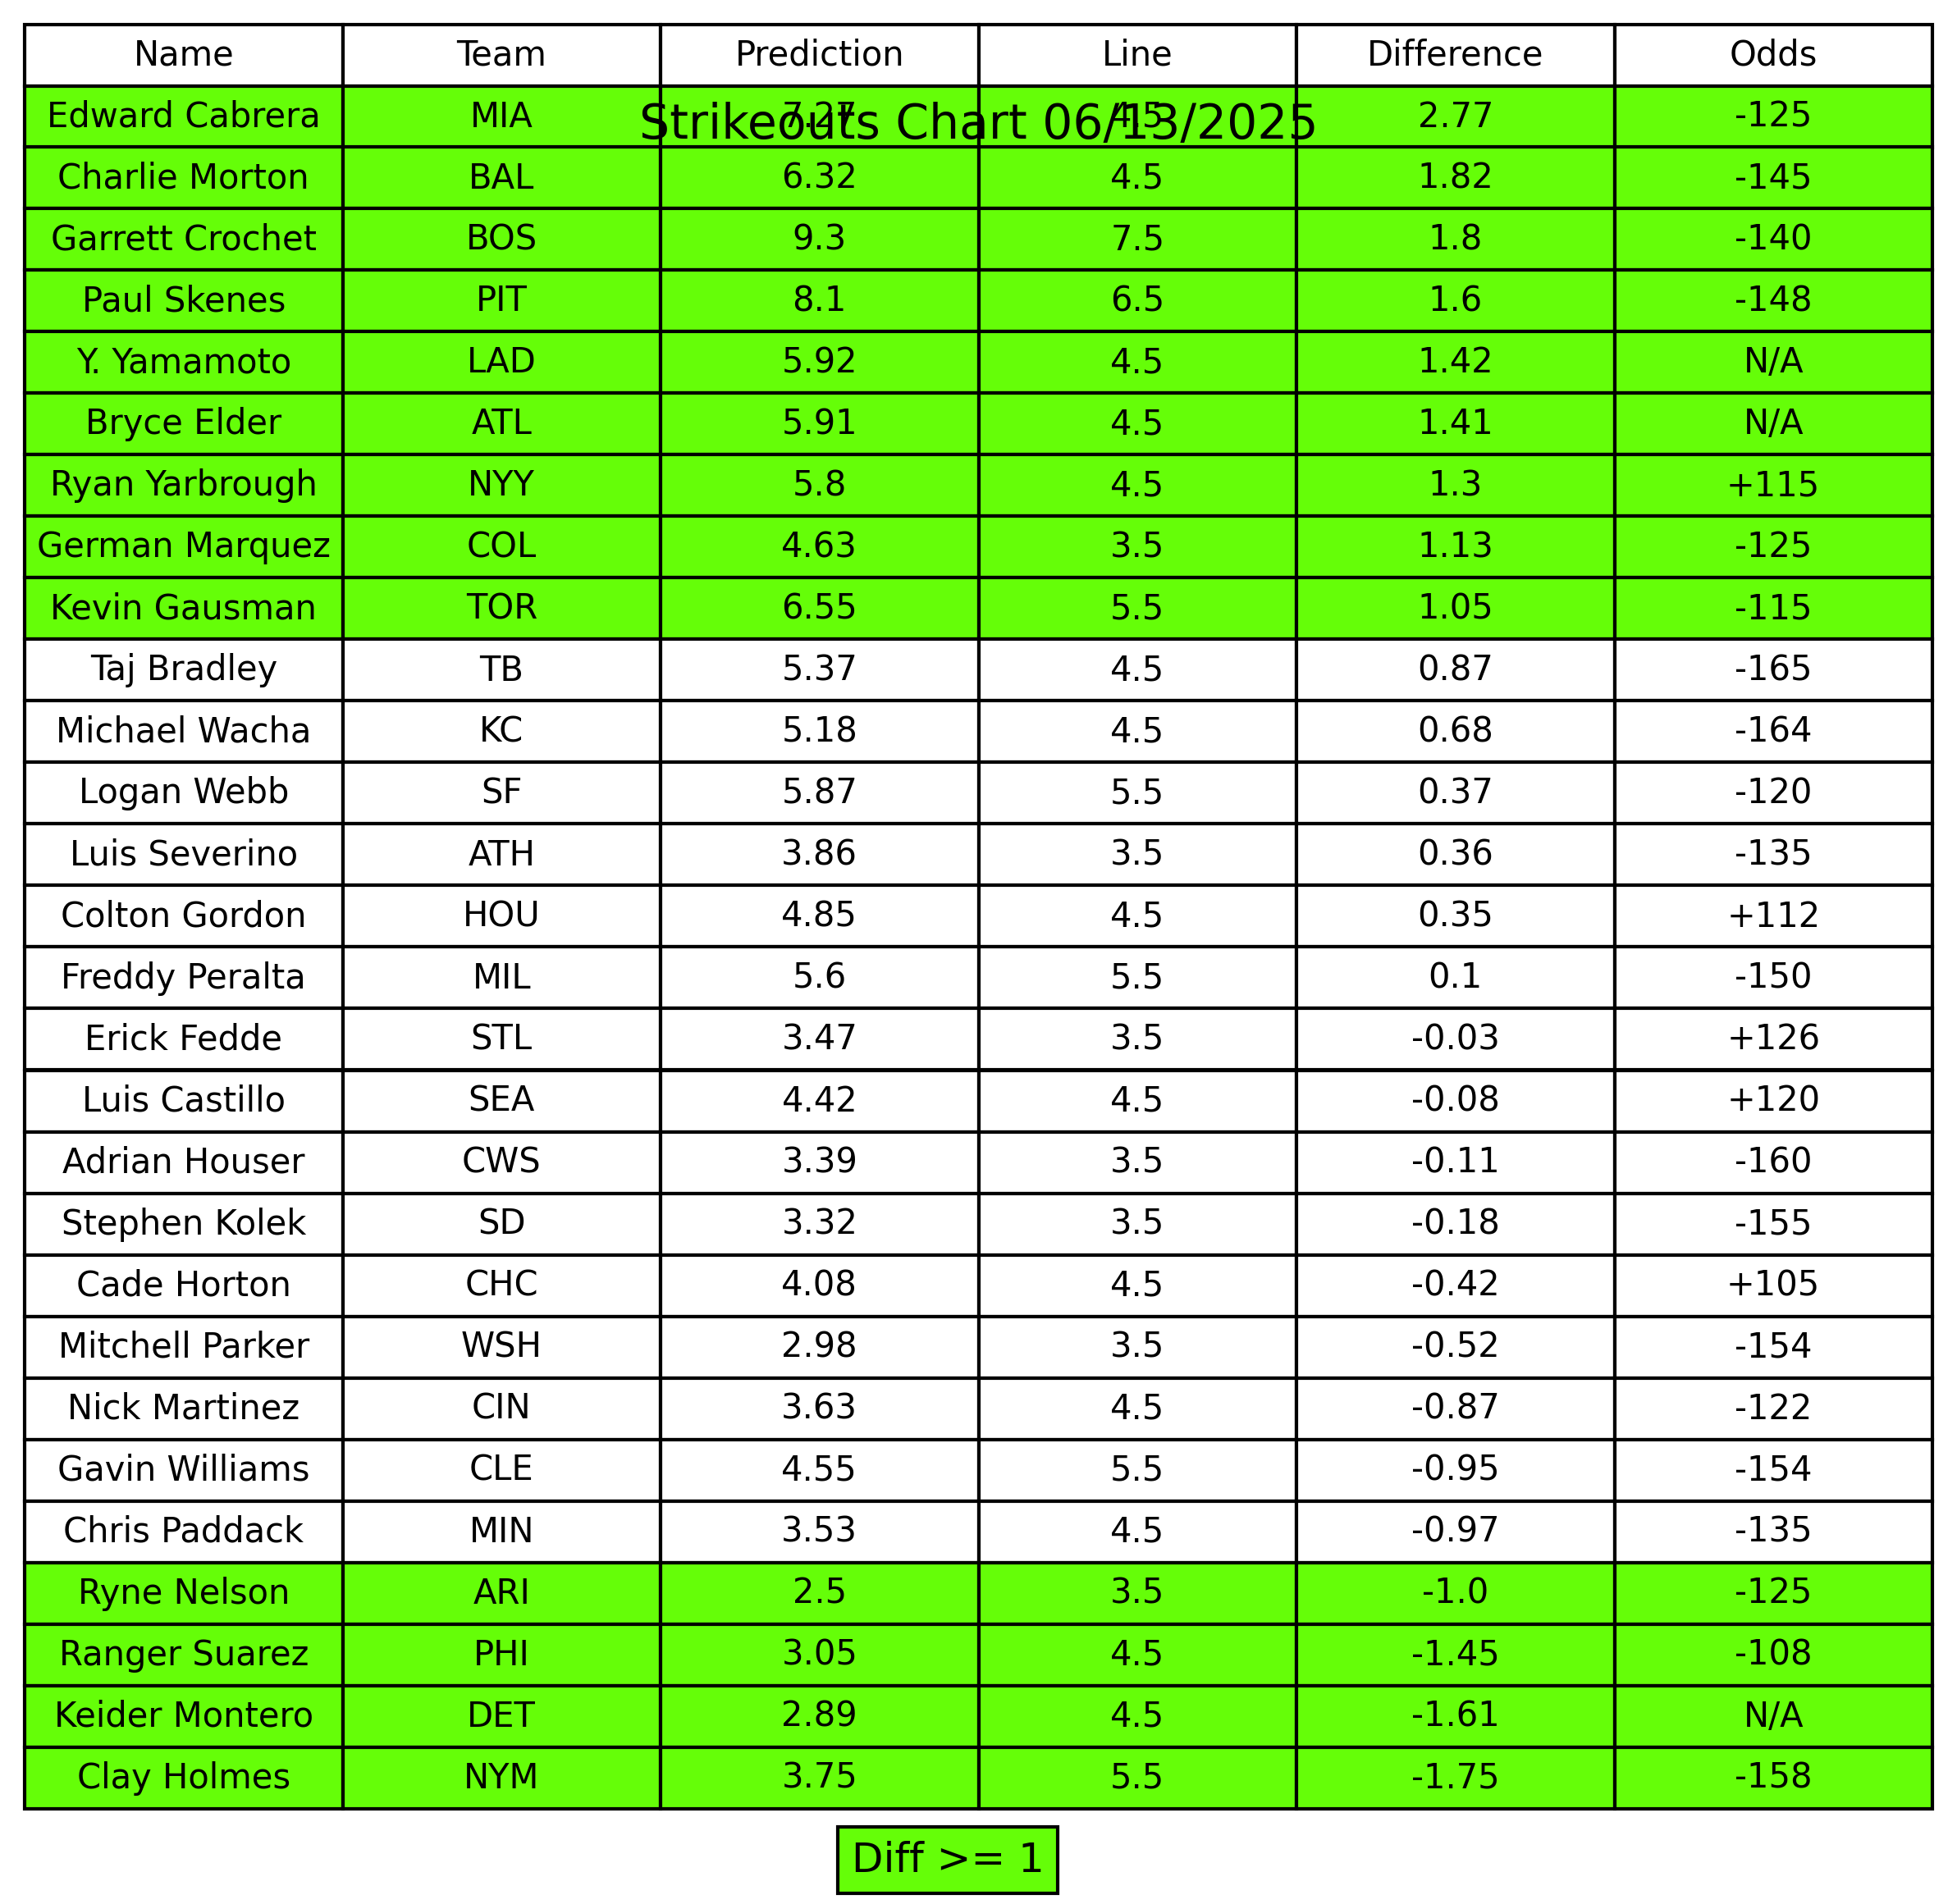 Name Team Prediction Line Difference Odds
Strikeouts Chart 06/13/2025
Edward Cabrera MIA 7.27 4.5 2.77 -125
Charlie Morton BAL 6.32 4.5 1.82 -145
Garrett Crochet BOS 9.3 7.5 1.8 -140
Paul Skenes PIT 8.1 6.5 1.6 -148
Y. Yamamoto LAD 5.92 4.5 1.42 N/A
Bryce Elder ATL 5.91 4.5 1.41 N/A
Ryan Yarbrough NYY 5.8 4.5 1.3 +115
German Marquez COL 4.63 3.5 1.13 -125
Kevin Gausman TOR 6.55 5.5 1.05 -115
Taj Bradley TB 5.37 4.5 0.87 -165
Michael Wacha KC 5.18 4.5 0.68 -164
Logan Webb SF 5.87 5.5 0.37 -120
Luis Severino ATH 3.86 3.5 0.36 -135
Colton Gordon HOU 4.85 4.5 0.35 +112
Freddy Peralta MIL 5.6 5.5 0.1 -150
Erick Fedde STL 3.47 3.5 -0.03 +126
Luis Castillo SEA 4.42 4.5 -0.08 +120
Adrian Houser CWS 3.39 3.5 -0.11 -160
Stephen Kolek SD 3.32 3.5 -0.18 -155
Cade Horton CHC 4.08 4.5 -0.42 +105
Mitchell Parker WSH 2.98 3.5 -0.52 -154
Nick Martinez CIN 3.63 4.5 -0.87 -122
Gavin Williams CLE 4.55 5.5 -0.95 -154
Chris Paddack MIN 3.53 4.5 -0.97 -135
Ryne Nelson ARI 2.5 3.5 -1.0 -125
Ranger Suarez PHI 3.05 4.5 -1.45 -108
Keider Montero DET 2.89 4.5 -1.61 N/A
Clay Holmes NYM 3.75 5.5 -1.75 -158
Diff >= 1